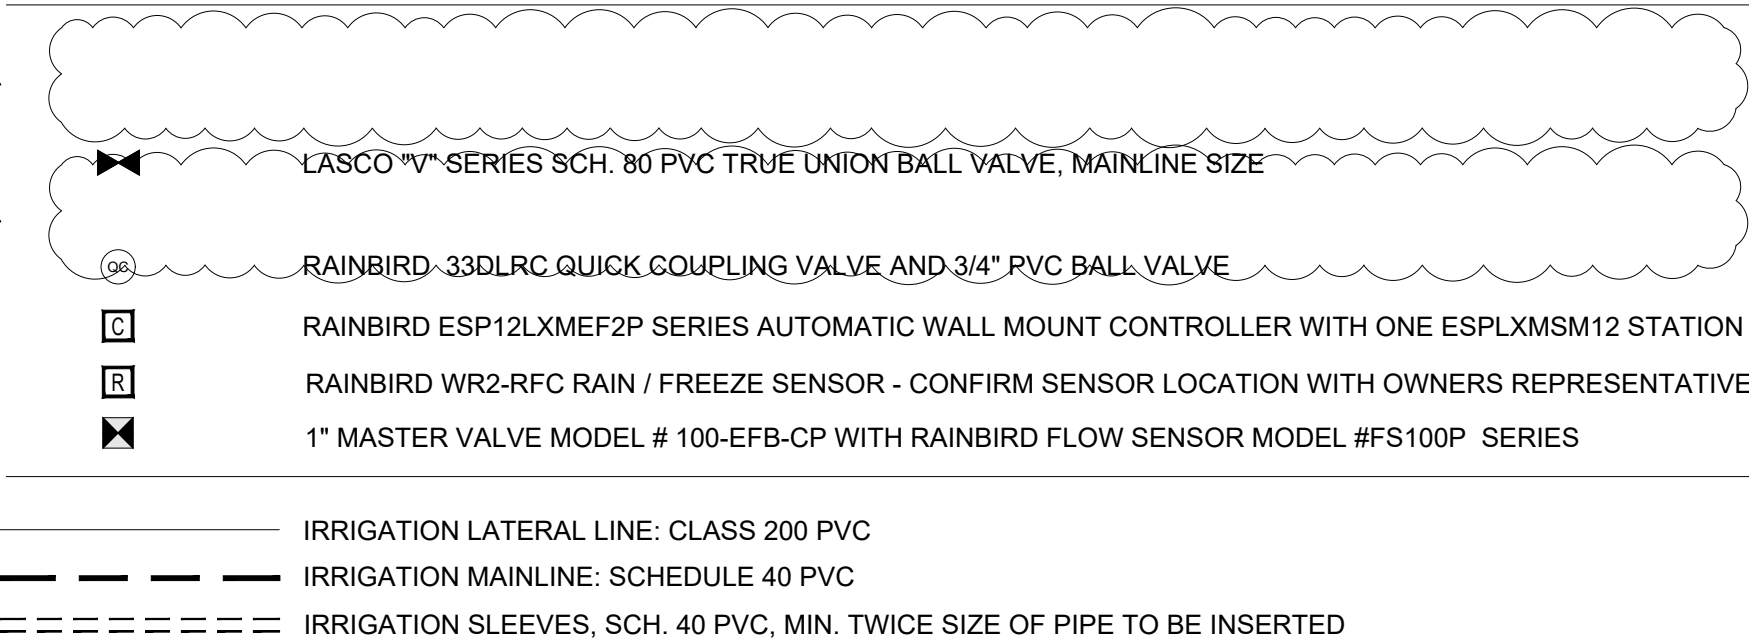 LASCO "V" SERIES SCH. 80 PVC TRUE UNION BALL VALVE, MAINLINE SIZE
QC RAINBIRD 33DLRC QUICK COUPLING VALVE AND 3/4" PVC BALL VALVE
C RAINBIRD ESP12LXMEF2P SERIES AUTOMATIC WALL MOUNT CONTROLLER WITH ONE ESPLXMSM12 STATION
R RAINBIRD WR2-RFC RAIN / FREEZE SENSOR - CONFIRM SENSOR LOCATION WITH OWNERS REPRESENTATIVE
1" MASTER VALVE MODEL # 100-EFB-CP WITH RAINBIRD FLOW SENSOR MODEL #FS100P SERIES
IRRIGATION LATERAL LINE: CLASS 200 PVC
IRRIGATION MAINLINE: SCHEDULE 40 PVC
IRRIGATION SLEEVES, SCH. 40 PVC, MIN. TWICE SIZE OF PIPE TO BE INSERTED